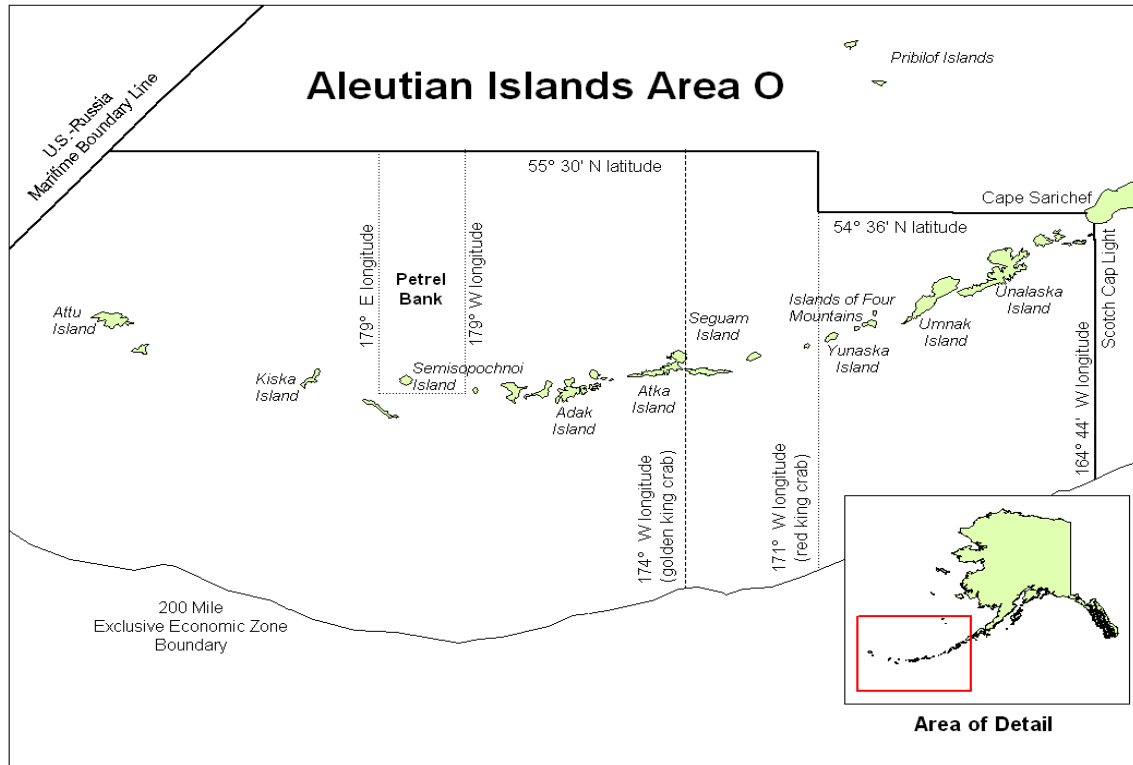 Pribilof Islands
Aleutian Islands Area O
U.S.-Russia
Maritime Boundary Line
55° 30' N latitude
Cape Sarichef
54° 36' N latitude
179° E longitude
Petrel
Bank
179° W longitude
Scotch Cap Light
Attu
Island
Kiska
Island
Semisopochnoi
Island
Adak
Island
Atka
Island
Seguam
Island
Islands of Four
Mountains
Yunaska
Island
Umnak
Island
Unalaska
Island
174° W longitude
(golden king crab)
171° W longitude
(red king crab)
164° 44' W longitude
200 Mile
Exclusive Economic Zone
Boundary
Area of Detail